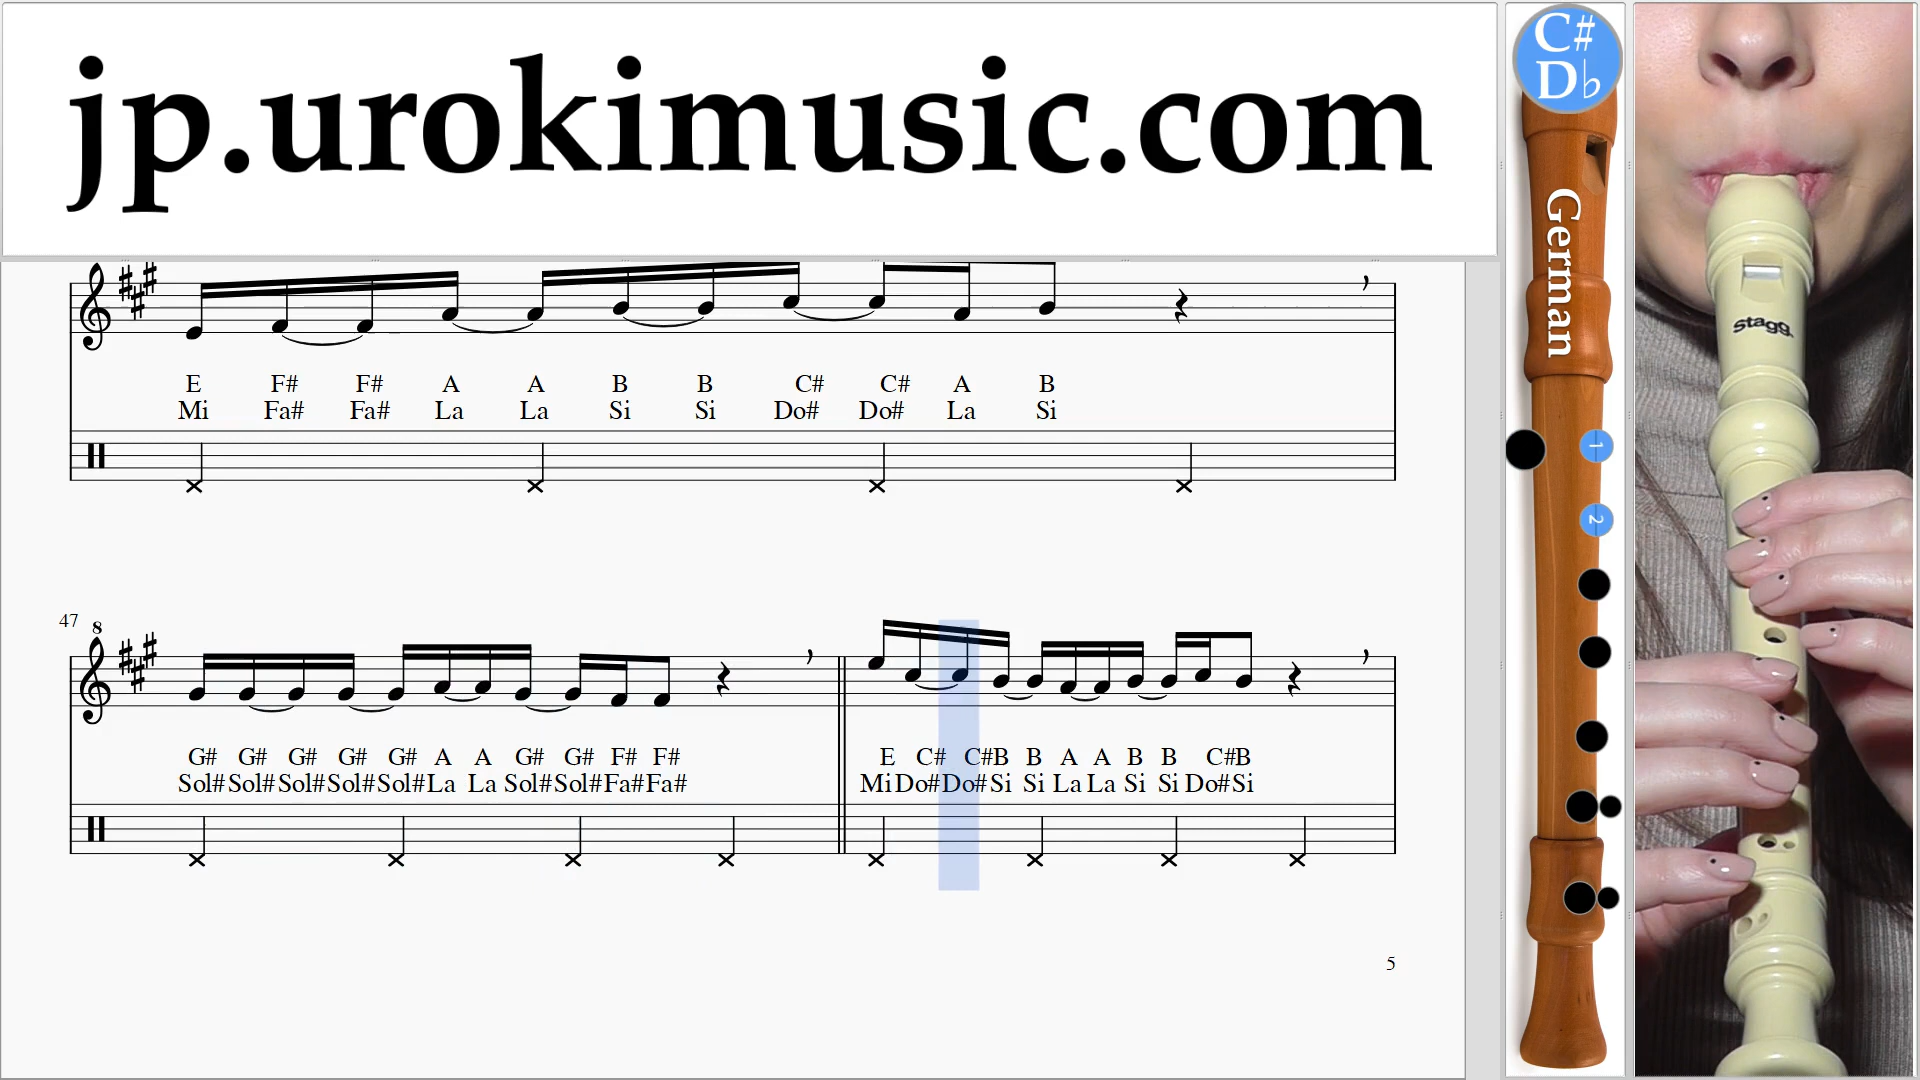 jp.urokimusic.com
E F# F# A A B B C# C# A B
Mi Fa# Fa# La La Si Si Do# Do# La Si
47 8
G# G# G# G# G# A A G# G# F# F# E C# C# B B A A B B C# B
Sol# Sol# Sol# Sol# Sol# La La Sol# Sol# Fa# Fa# Mi Do# Do# Si Si La La Si Si Do# Si
5
C#
D♭
German
1
2
Stagg